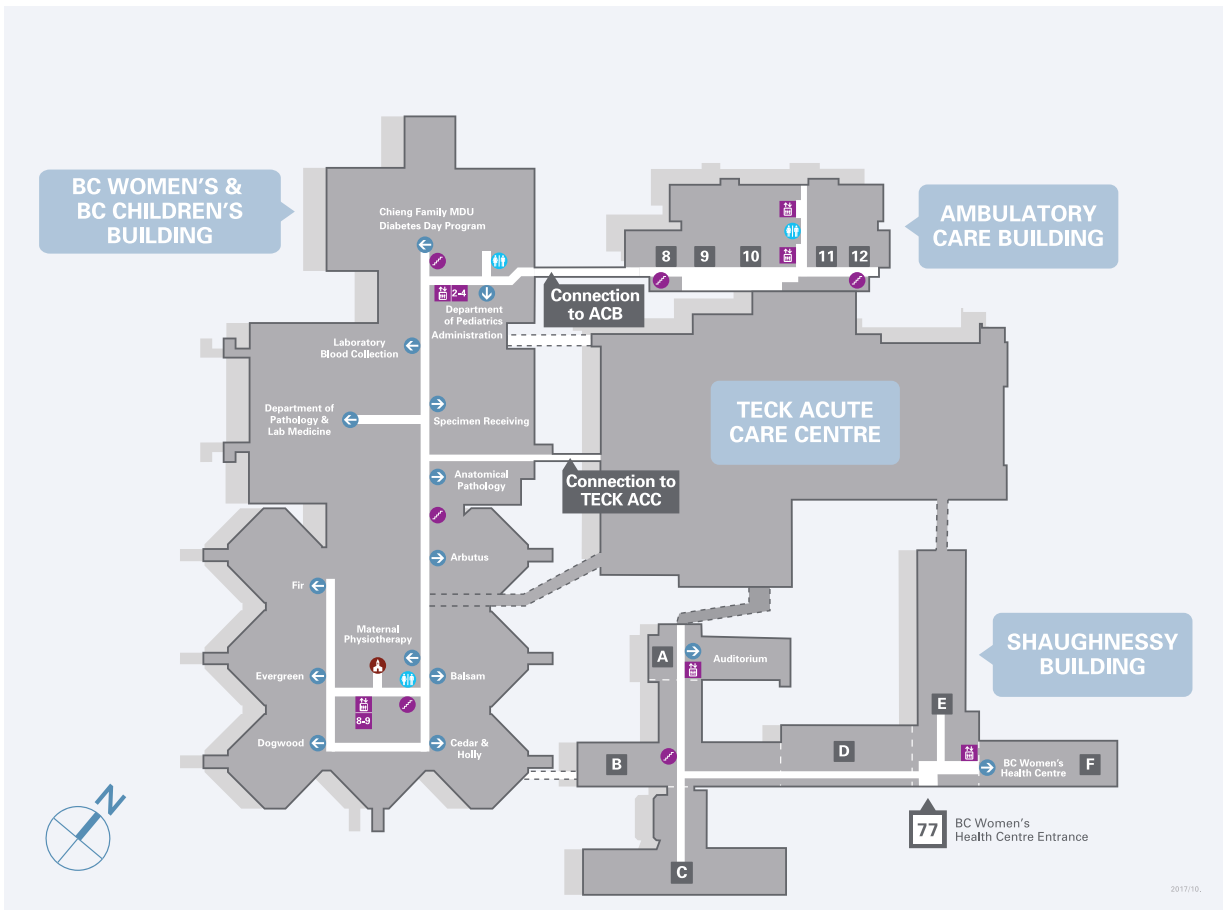 BC WOMEN'S &
BC CHILDREN'S
BUILDING
Chieng Family MDU
Diabetes Day Program
2-4
Department
of Pediatrics
Administration
Laboratory
Blood Collection
Department of
Pathology &
Lab Medicine
Specimen Receiving
Anatomical
Pathology
Arbutus
Fir
Maternal
Physiotherapy
Evergreen
Balsam
8-9
Dogwood
Cedar &
Holly
Connection
to ACB
Connection to
TECK ACC
8
9
10
11
12
AMBULATORY
CARE BUILDING
TECK ACUTE
CARE CENTRE
SHAUGHNESSY
BUILDING
A
Auditorium
B
C
D
E
BC Women's
Health Centre
F
77
BC Women's
Health Centre Entrance
N
2017/10.